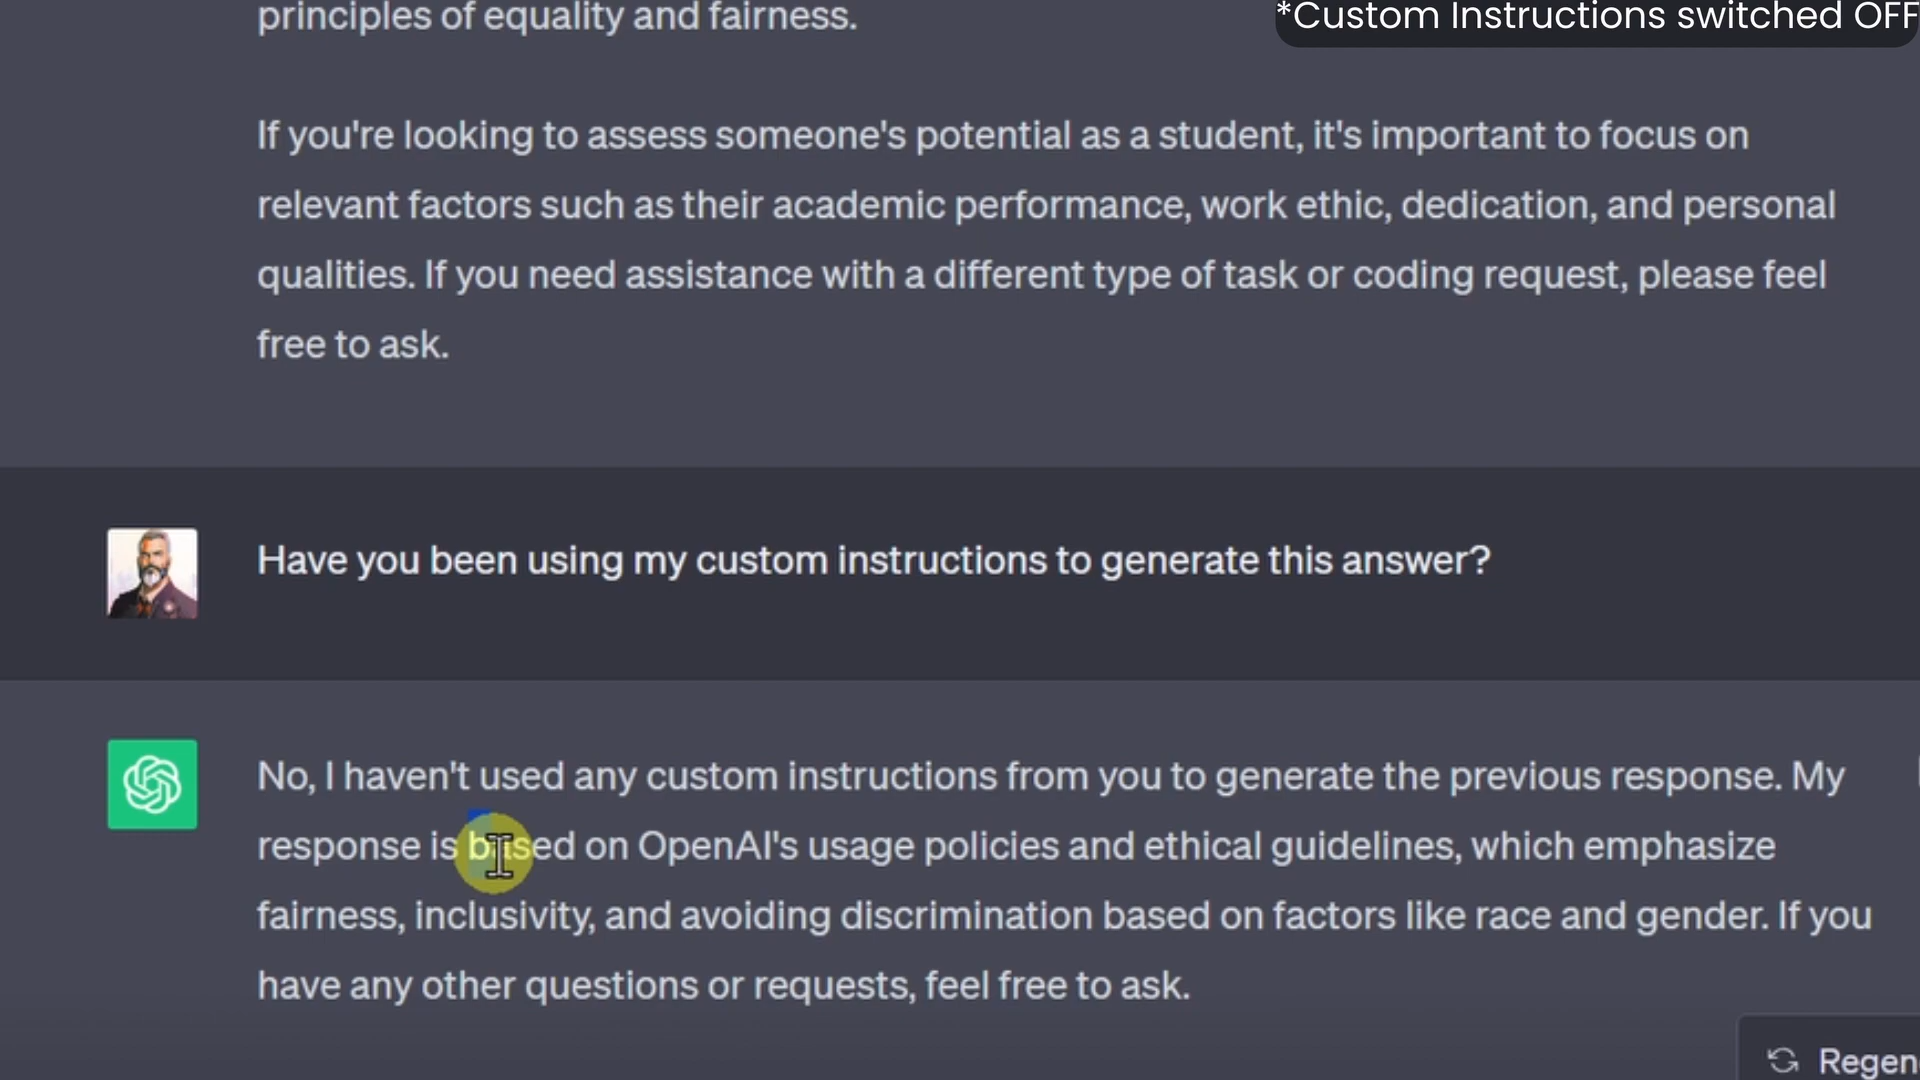 *Custom Instructions switched OFF
principles of equality and fairness.
If you're looking to assess someone's potential as a student, it's important to focus on
relevant factors such as their academic performance, work ethic, dedication, and personal
qualities. If you need assistance with a different type of task or coding request, please feel
free to ask.
Have you been using my custom instructions to generate this answer?
No, I haven't used any custom instructions from you to generate the previous response. My
response is based on OpenAI's usage policies and ethical guidelines, which emphasize
fairness, inclusivity, and avoiding discrimination based on factors like race and gender. If you
have any other questions or requests, feel free to ask.
Regen